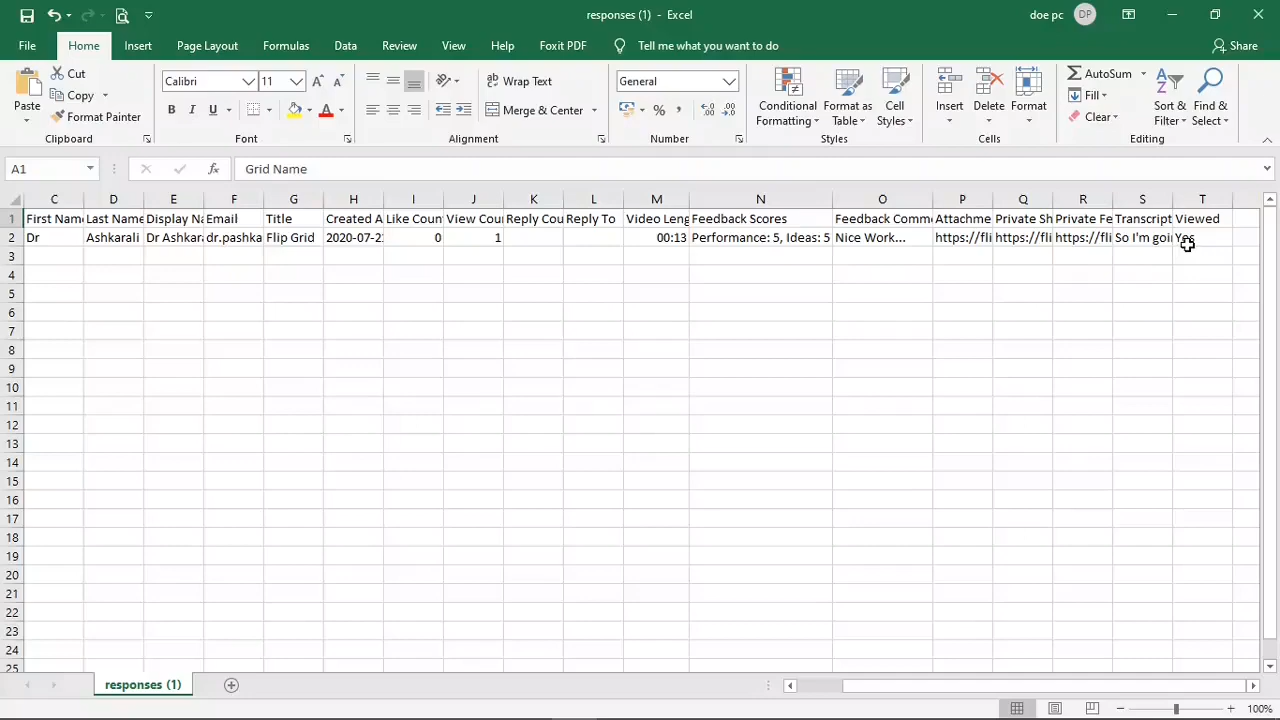 responses (1) - Excel
doe pc
DP
File Home Insert Page Layout Formulas Data Review View Help Foxit PDF Tell me what you want to do Share
Paste
Cut
Copy
Format Painter
Clipboard
Calibri 11
B I U
Font
Wrap Text
Merge & Center
Alignment
General
Number
Conditional Formatting
Format as Table
Cell Styles
Styles
Insert
Delete
Format
Cells
AutoSum
Fill
Clear
Sort & Filter
Find & Select
Editing
A1 fx Grid Name
C D E F G H I J K L M N O P Q R S T
1 First Nam Last Name Display Na Email Title Created A Like Coun View Cou Reply Cou Reply To Video Leng Feedback Scores Feedback Comme Attachme Private Sh Private Fe Transcript Viewed
2 Dr Ashkarali Dr Ashkar dr.pashka Flip Grid 2020-07-2 0 1 00:13 Performance: 5, Ideas: 5 Nice Work... https://fli https://fli https://fli So I'm goi Yes
3
4
5
6
7
8
9
10
11
12
13
14
15
16
17
18
19
20
21
22
23
24
25
responses (1)
100%